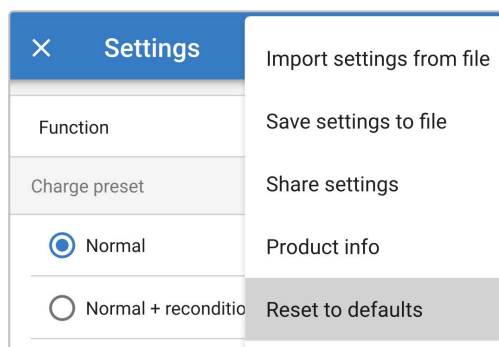 Settings
Import settings from file
Function
Save settings to file
Charge preset
Share settings
Normal
Product info
Normal + reconditio
Reset to defaults